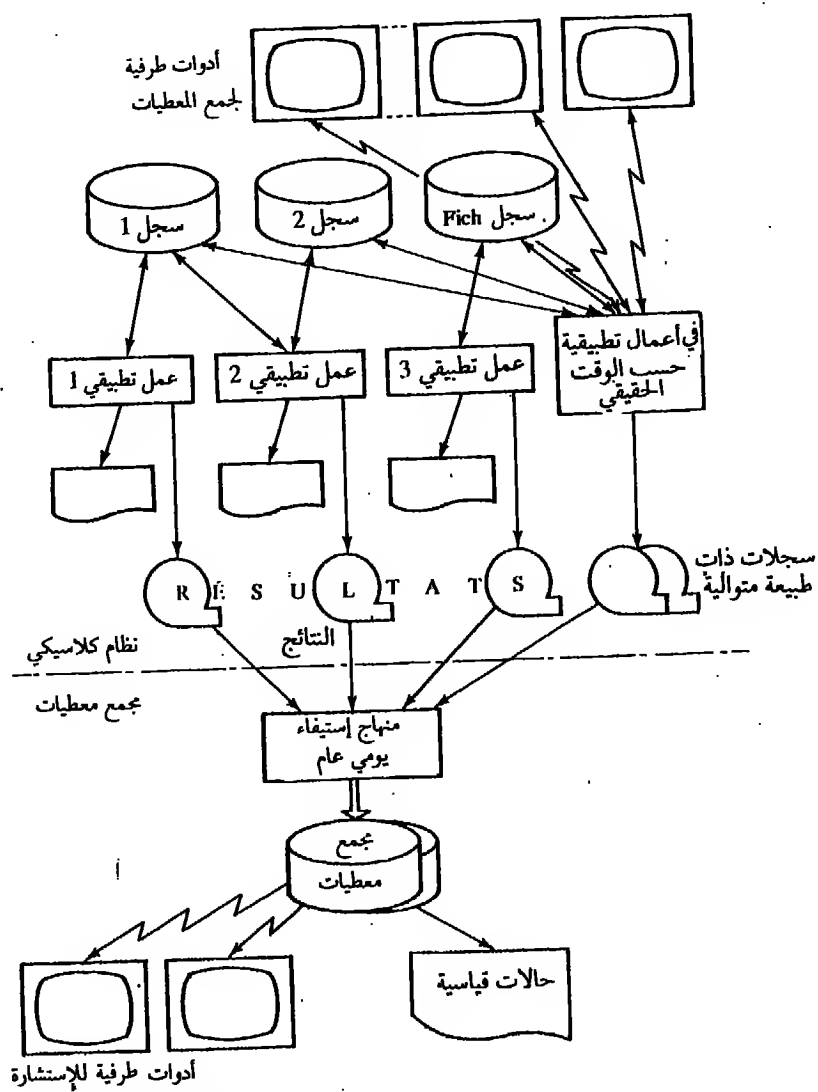 أدوات طرفية
لجمع المعطيات
سجل 1
سجل 2
سجل Fich
عمل تطبيقي 1
عمل تطبيقي 2
عمل تطبيقي 3
في أعمال تطبيقية
حسب الوقت
الحقيقي
R É S U L T A T S
سجلات ذات
طبيعة متوالية
النتائج
نظام كلاسيكي
مجمع معطيات
منهاج إستيفاء
يومي عام
مجمع
معطيات
حالات قياسية
أدوات طرفية للإستشارة